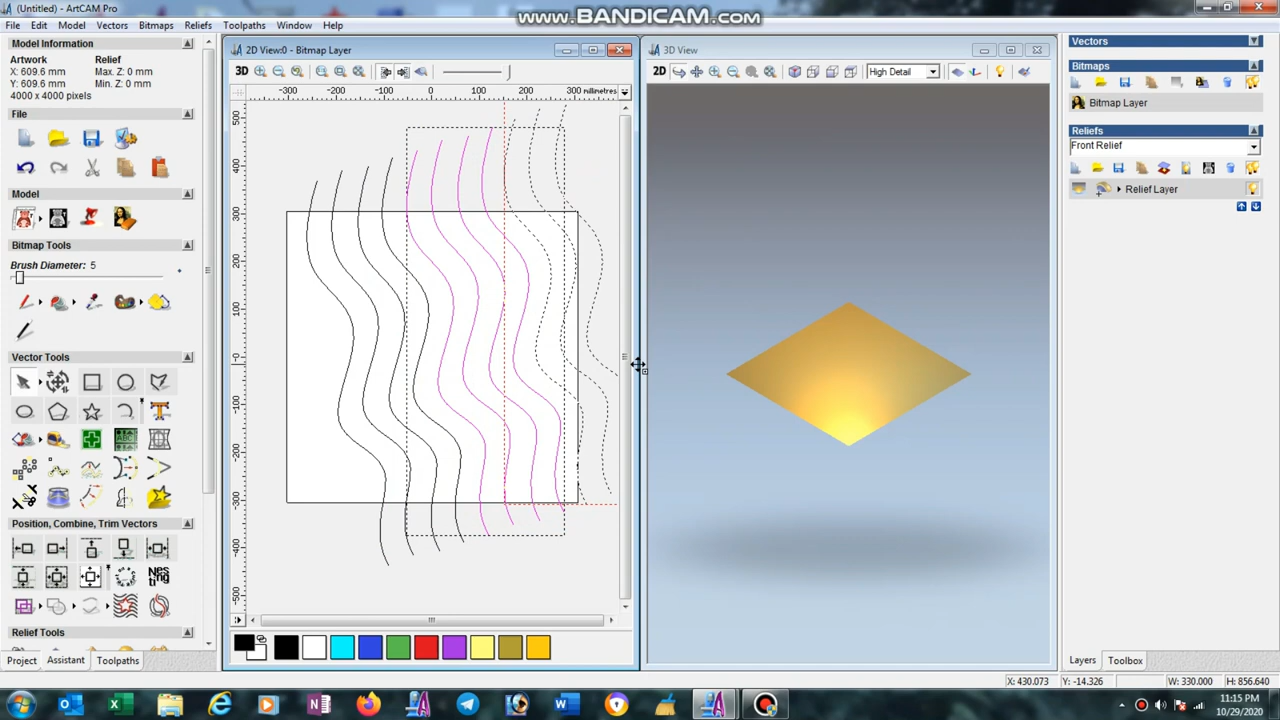 (Untitled) - ArtCAM Pro
www.BANDICAM.com
File Edit Model Vectors Bitmaps Reliefs Toolpaths Window Help
Model Information
Artwork
X: 609.6 mm
Y: 609.6 mm
4000 x 4000 pixels
Relief
Max. Z: 0 mm
Min. Z: 0 mm
File
Model
Bitmap Tools
Brush Diameter: 5
Vector Tools
Position, Combine, Trim Vectors
Relief Tools
Project Assistant Toolpaths
2D View:0 - Bitmap Layer
3D
-300 -200 -100 0 100 200 300 millimetres
500
400
300
200
100
-0
-100
-200
-300
-400
-500
3D View
2D
High Detail
Vectors
Bitmaps
Bitmap Layer
Reliefs
Front Relief
Relief Layer
Layers Toolbox
X: 430.073 Y: -14.326 W: 330.000 H: 856.640
11:15 PM
10/29/2020